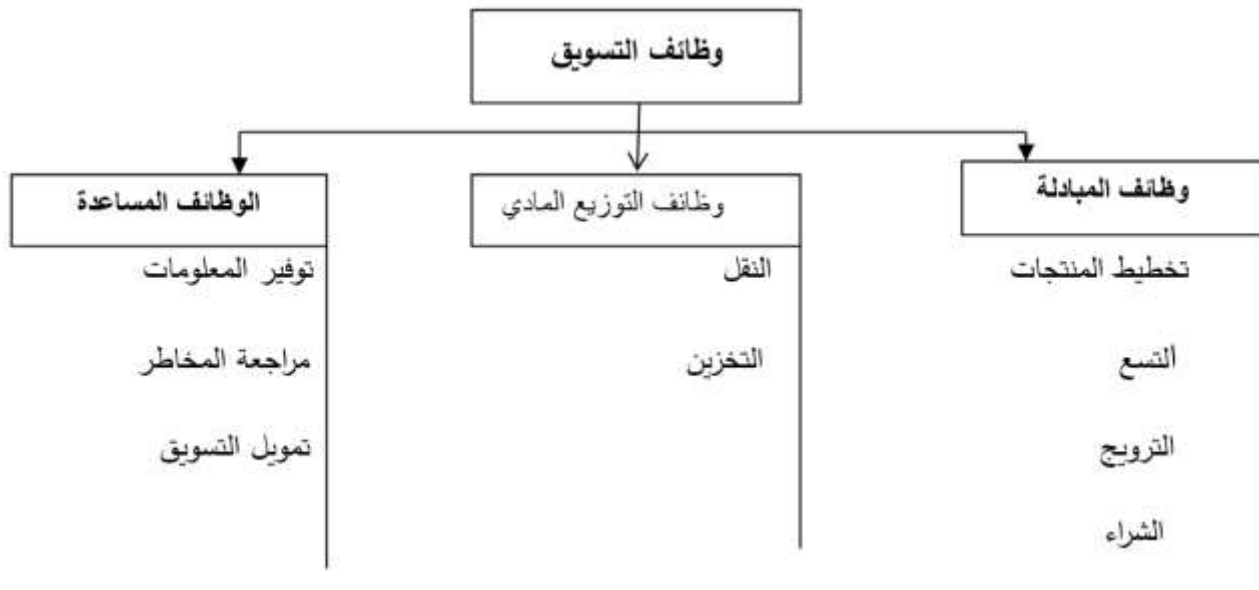 وظائف التسويق
وظائف المبادلة
وظائف التوزيع المادي
الوظائف المساعدة
تخطيط المنتجات
ألتسع
الترويج
الشراء
النقل
التخزين
توفير المعلومات
مراجعة المخاطر
تمويل التسويق